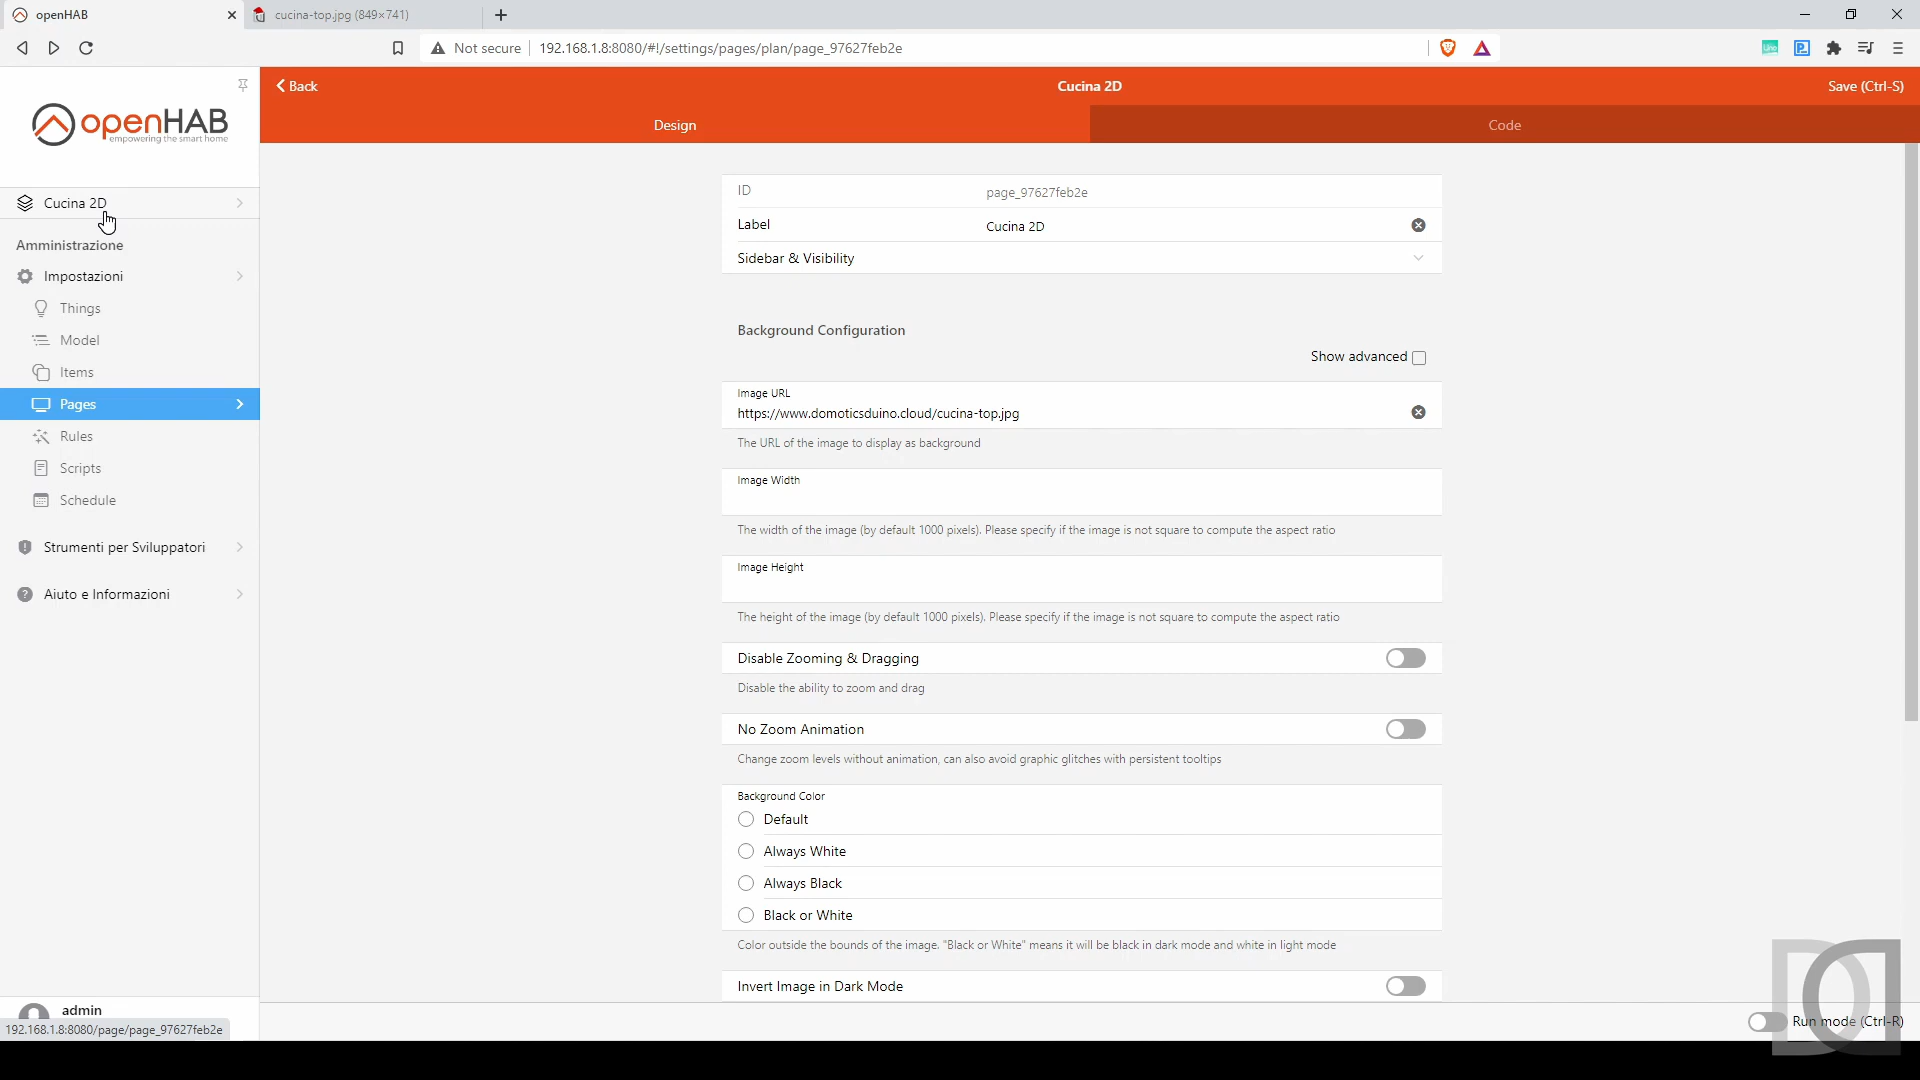 openHAB
cucina-top.jpg (849×741)
Not secure
192.168.1.8:8080/#!/settings/pages/plan/page_97627feb2e
openHAB
empowering the smart home
Back
Cucina 2D
Save (Ctrl-S)
Design
Code
Cucina 2D
Amministrazione
Impostazioni
Things
Model
Items
Pages
Rules
Scripts
Schedule
Strumenti per Sviluppatori
Aiuto e Informazioni
admin
192.168.1.8:8080/page/page_97627feb2e
ID
page_97627feb2e
Label
Cucina 2D
Sidebar & Visibility
Background Configuration
Show advanced
Image URL
https://www.domoticsduino.cloud/cucina-top.jpg
The URL of the image to display as background
Image Width
The width of the image (by default 1000 pixels). Please specify if the image is not square to compute the aspect ratio
Image Height
The height of the image (by default 1000 pixels). Please specify if the image is not square to compute the aspect ratio
Disable Zooming & Dragging
Disable the ability to zoom and drag
No Zoom Animation
Change zoom levels without animation, can also avoid graphic glitches with persistent tooltips
Background Color
Default
Always White
Always Black
Black or White
Color outside the bounds of the image. "Black or White" means it will be black in dark mode and white in light mode
Invert Image in Dark Mode
Run mode (Ctrl-R)